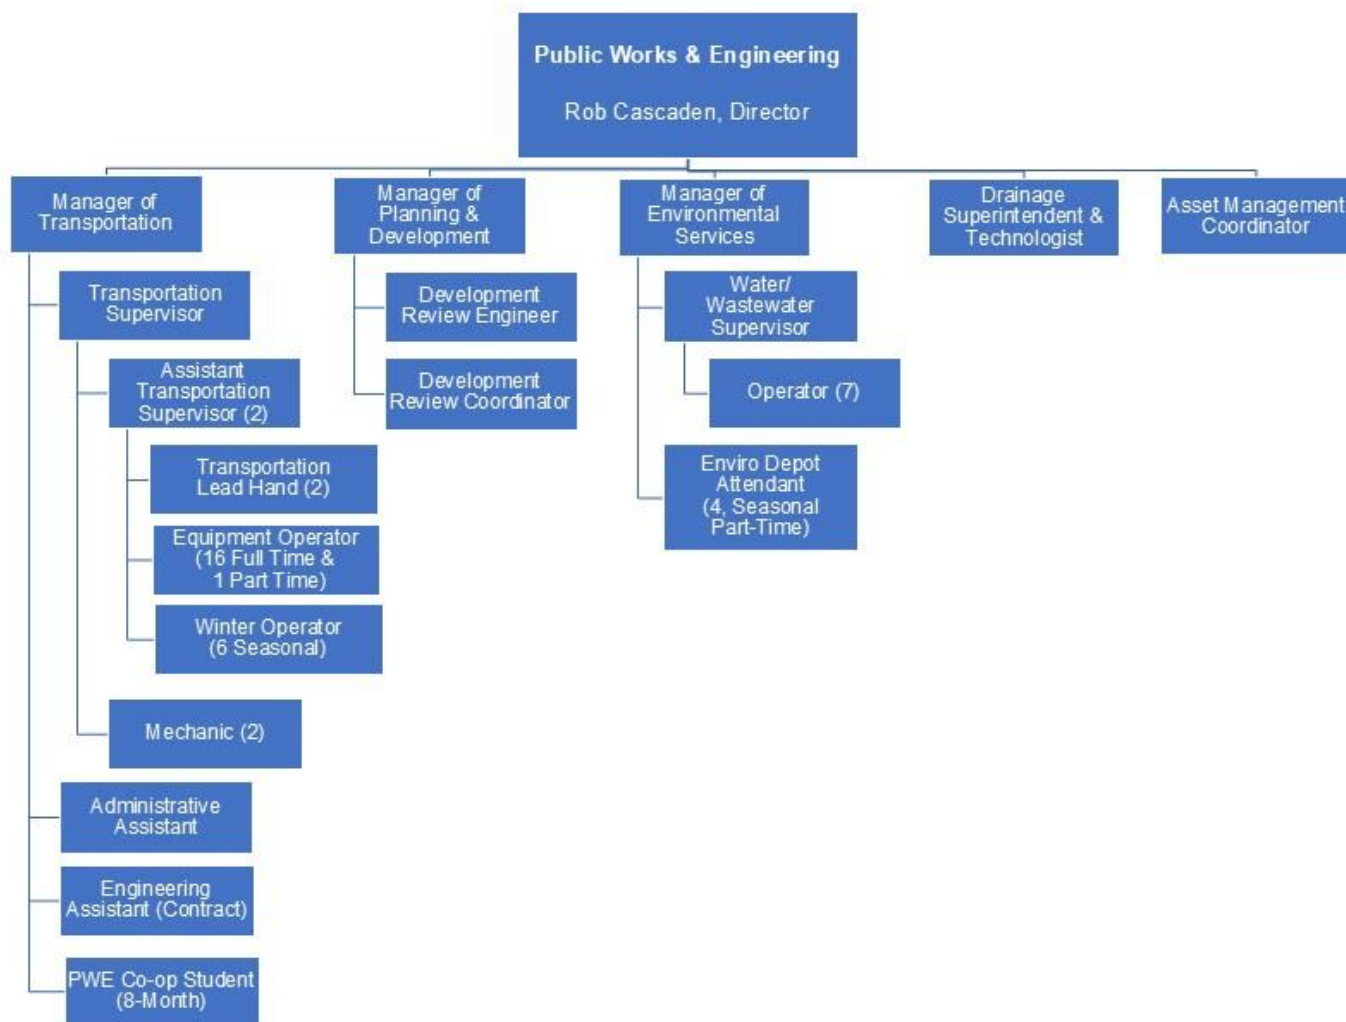 Public Works & Engineering
Rob Cascaden, Director
Manager of
Transportation
Transportation
Supervisor
Assistant
Transportation
Supervisor (2)
Transportation
Lead Hand (2)
Equipment Operator
(16 Full Time &
1 Part Time)
Winter Operator
(6 Seasonal)
Mechanic (2)
Administrative
Assistant
Engineering
Assistant (Contract)
PWE Co-op Student
(8-Month)
Manager of
Planning &
Development
Development
Review Engineer
Development
Review Coordinator
Manager of
Environmental
Services
Water/
Wastewater
Supervisor
Operator (7)
Enviro Depot
Attendant
(4, Seasonal
Part-Time)
Drainage
Superintendent &
Technologist
Asset Management
Coordinator